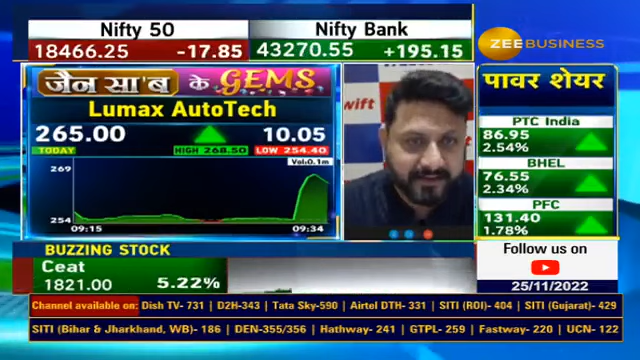 Nifty 50
18466.25 -17.85
Nifty Bank
43270.55 +195.15
ZEE BUSINESS
जैन सा'ब के GEMS
Lumax AutoTech
265.00 10.05
TODAY HIGH 268.50 LOW 254.40
Vol:0.1m
269
254
09:15 09:34
wift
पावर शेयर
PTC India
86.95
2.54%
BHEL
76.55
2.34%
PFC
131.40
1.78%
BUZZING STOCK
Ceat
1821.00 5.22%
Follow us on
25/11/2022
Channel available on: Dish TV- 731 | D2H-343 | Tata Sky-590 | Airtel DTH- 331 | SITI (ROI)- 404 | SITI (Gujarat)- 429
SITI (Bihar & Jharkhand, WB)- 186 | DEN-355/356 | Hathway- 241 | GTPL- 259 | Fastway- 220 | UCN- 122